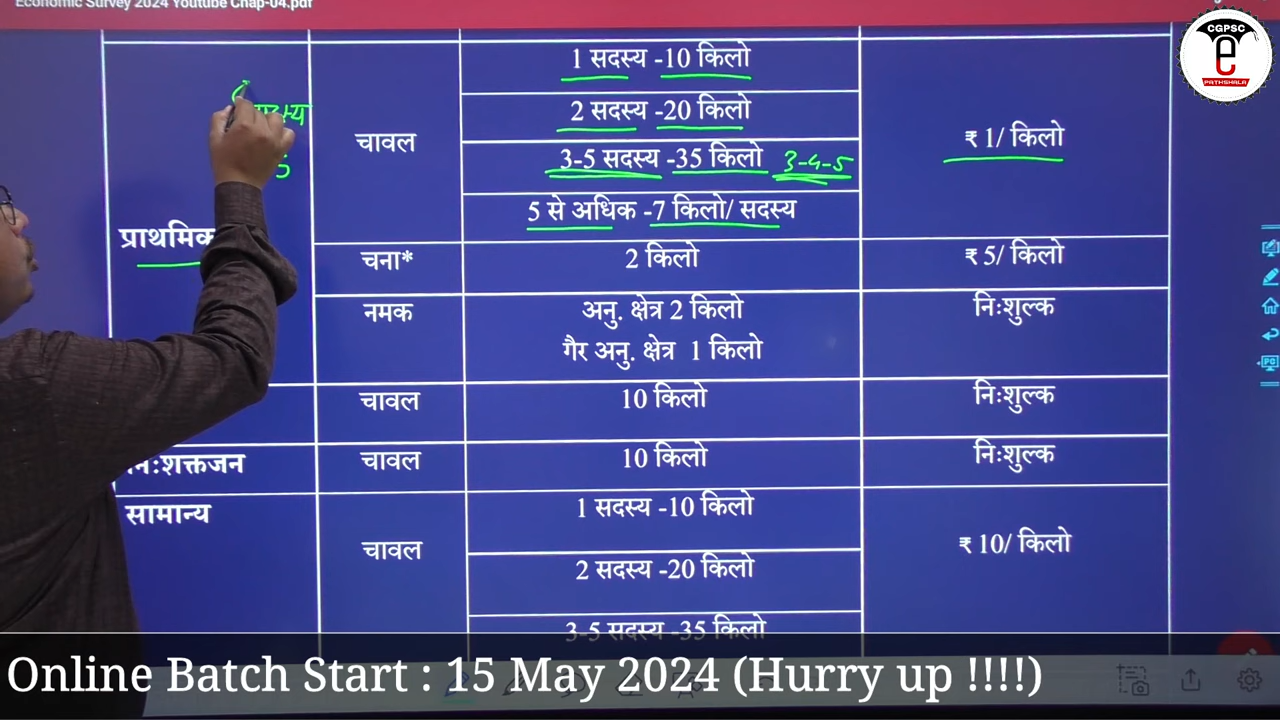 Economic Survey 2024 Youtube Chap-04.pdf
CGPSC
e
PATHSHALA
1 सदस्य -10 किलो
2 सदस्य -20 किलो
चावल
₹ 1/ किलो
3-5 सदस्य -35 किलो 3-4-5
5
5 से अधिक -7 किलो/ सदस्य
चना*
2 किलो
₹ 5/ किलो
नमक
अनु. क्षेत्र 2 किलो
गैर अनु. क्षेत्र 1 किलो
निःशुल्क
चावल
10 किलो
निःशुल्क
चावल
10 किलो
निःशुल्क
सामान्य
चावल
1 सदस्य -10 किलो
2 सदस्य -20 किलो
3-5 सदस्य -35 किलो
₹ 10/ किलो
Online Batch Start : 15 May 2024 (Hurry up !!!!)